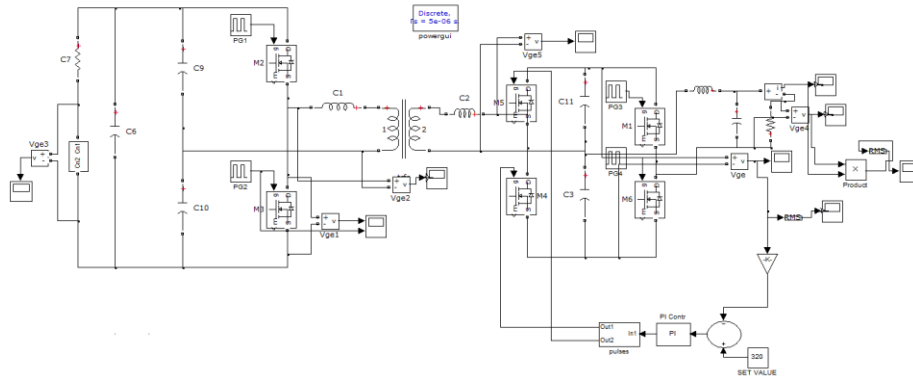 Discrete,
Ts = 5e-06 s.
powergui
PG1
M2
C7
C9
C6
C1
1
2
C2
Vge5
M5
C11
PG3
M1
Vge4
RMS
Product
Vge3
On2 On1
C10
PG2
M3
Vge2
Vge1
M4
C3
PG4
M6
Vge
RMS
-K-
Out1
Out2
In1
pulses
PI Contr
PI
320
SET VALUE